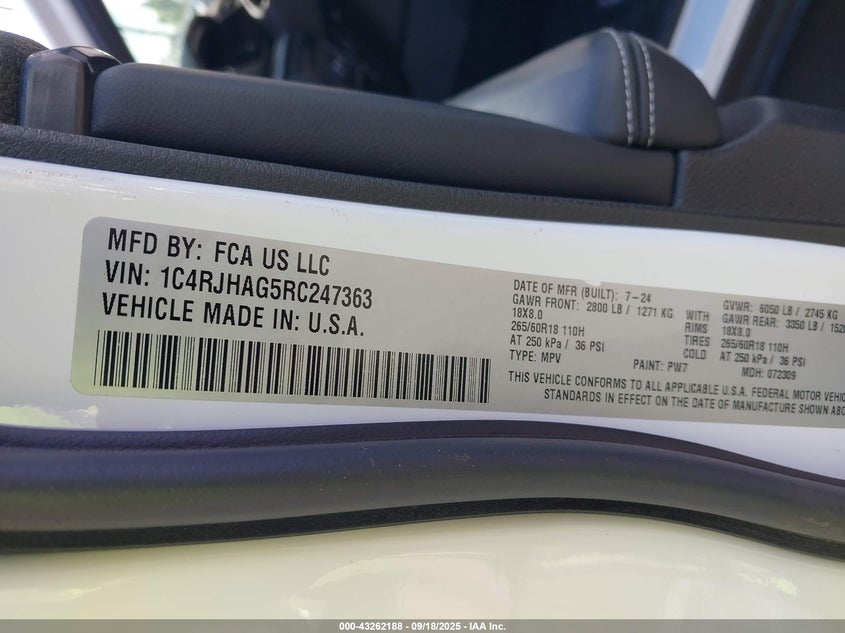 MFD BY: FCA US LLC
VIN: 1C4RJHAG5RC247363
VEHICLE MADE IN: U.S.A.
DATE OF MFR (BUILT): 7-24 GVWR: 6050 LB / 2745 KG
GAWR FRONT: 2800 LB / 1271 KG WITH GAWR REAR: 3350 LB /
18X8.0 RIMS 18X8.0
265/60R18 110H TIRES 265/60R18 110H
AT 250 kPa / 36 PSI COLD AT 250 kPa / 36 PSI
TYPE: MPV PAINT: PW7 MDH: 072309
THIS VEHICLE CONFORMS TO ALL APPLICABLE U.S.A. FEDERAL MOTOR
STANDARDS IN EFFECT ON THE DATE OF MANUFACTURE SHOWN
000-43262188 - 09/18/2025 - IAA Inc.